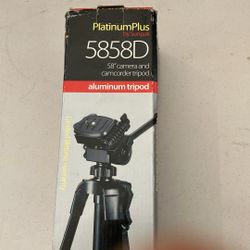 PlatinumPlus
by Sunpak
5858D
58" camera and
camcorder tripod
aluminum tripod